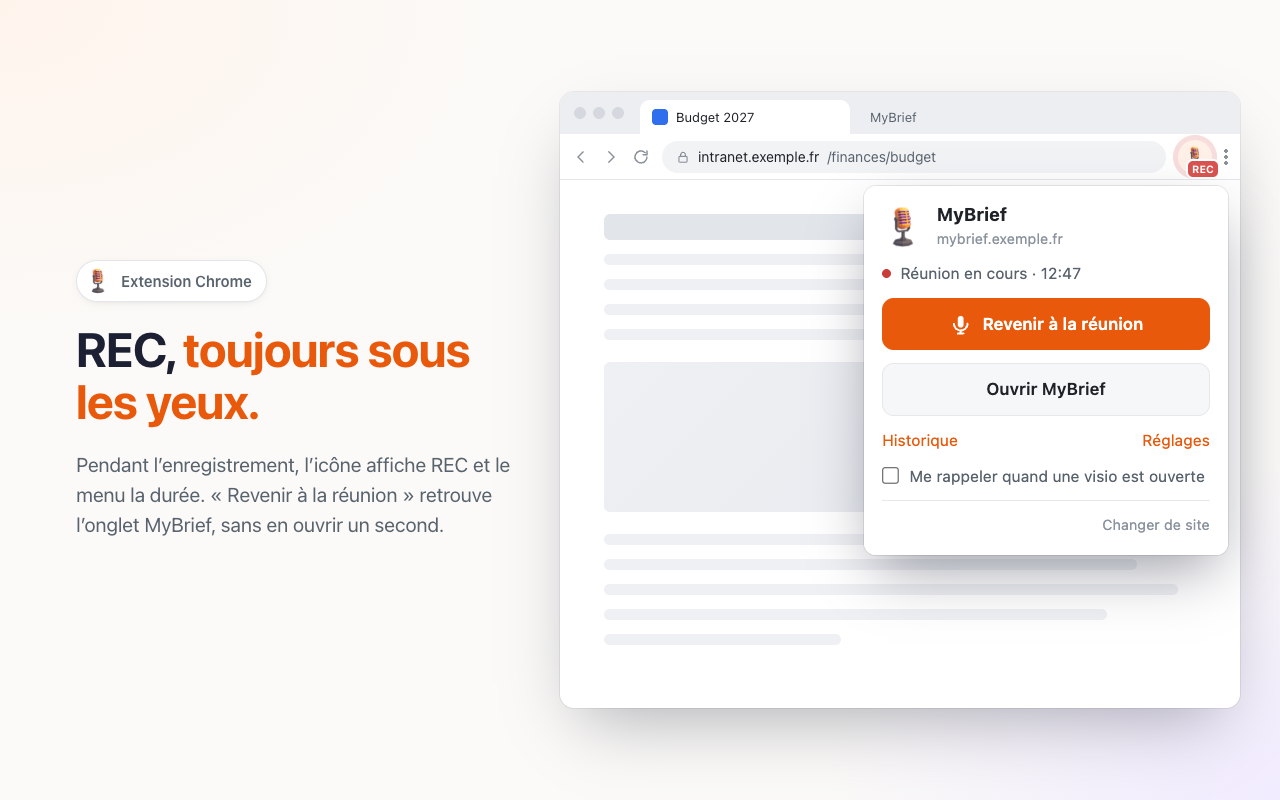 Extension Chrome
REC, toujours sous
les yeux.
Pendant l’enregistrement, l’icône affiche REC et le
menu la durée. « Revenir à la réunion » retrouve
l’onglet MyBrief, sans en ouvrir un second.
Budget 2027
MyBrief
intranet.exemple.fr /finances/budget
REC
MyBrief
mybrief.exemple.fr
Réunion en cours · 12:47
Revenir à la réunion
Ouvrir MyBrief
Historique Réglages
Me rappeler quand une visio est ouverte
Changer de site